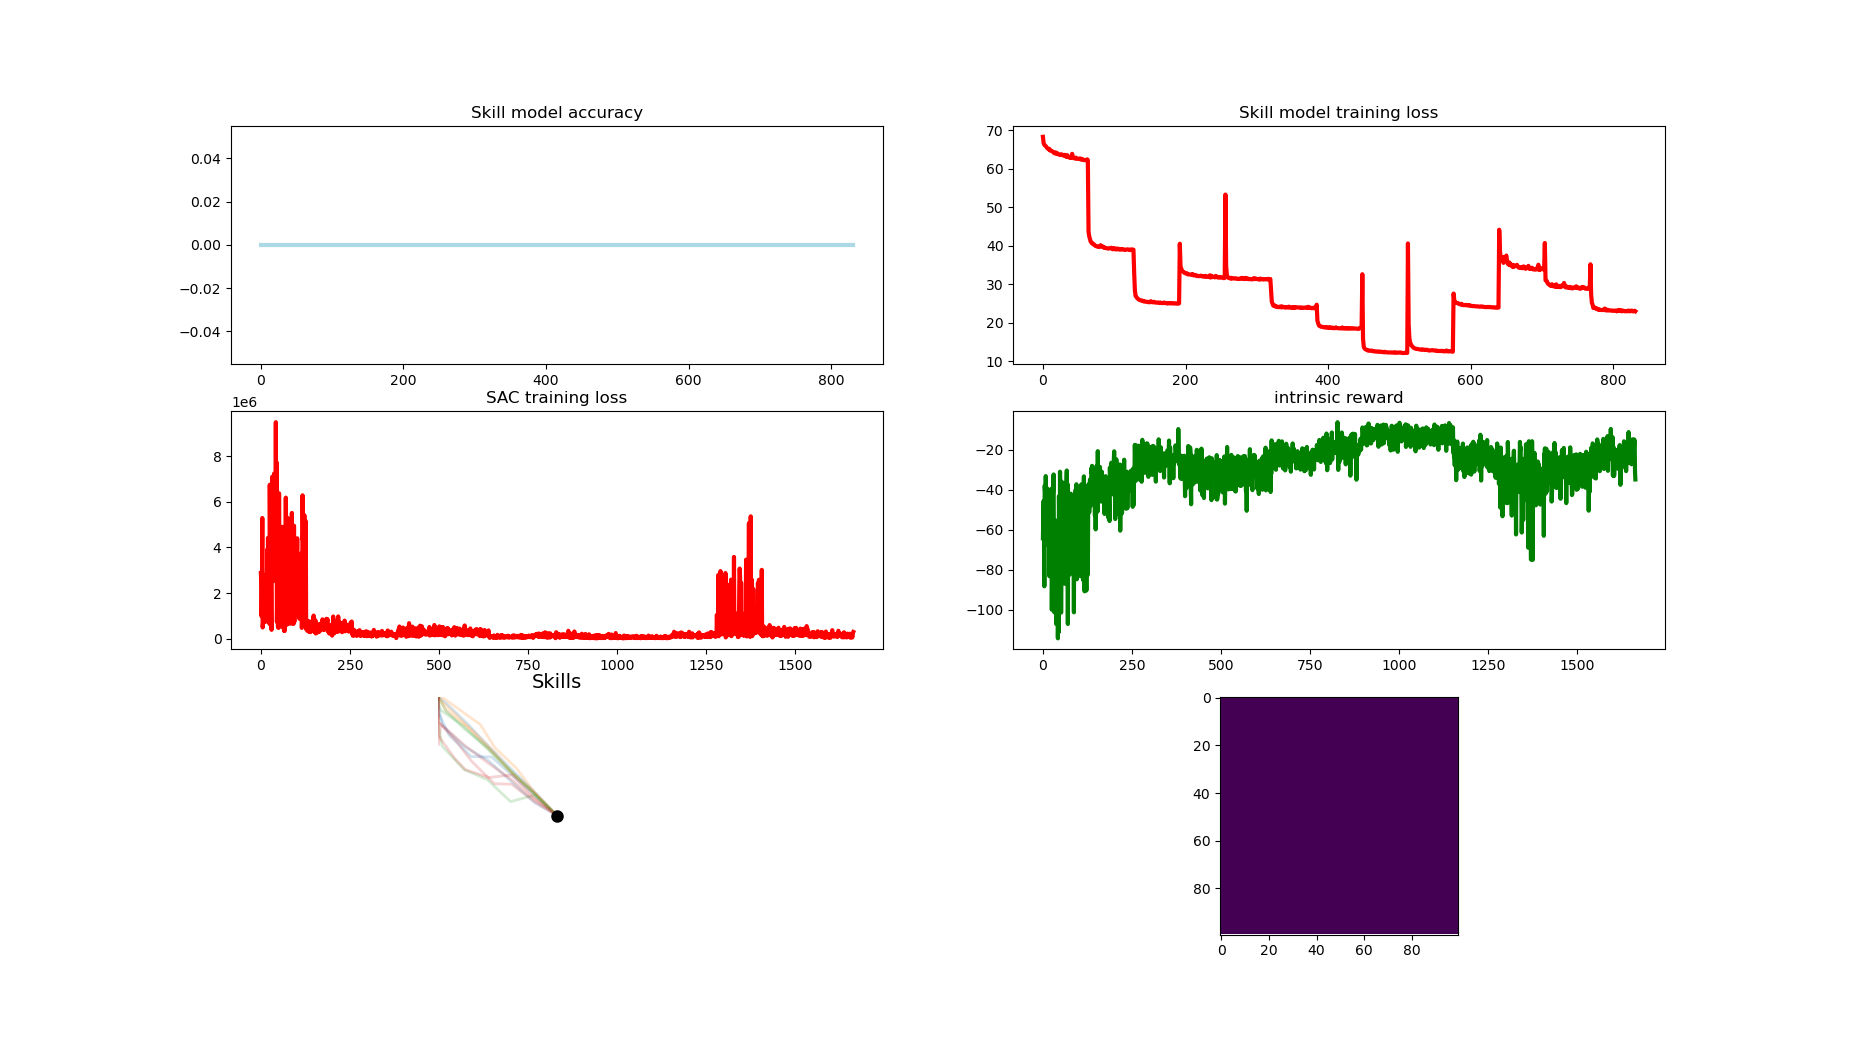 Skill model accuracy
0.04
0.02
0.00
−0.02
−0.04
0 200 400 600 800
Skill model training loss
70
60
50
40
30
20
10
0 200 400 600 800
SAC training loss
1e6
8
6
4
2
0
0 250 500 750 1000 1250 1500
intrinsic reward
−20
−40
−60
−80
−100
0 250 500 750 1000 1250 1500
Skills
0
20
40
60
80
0 20 40 60 80